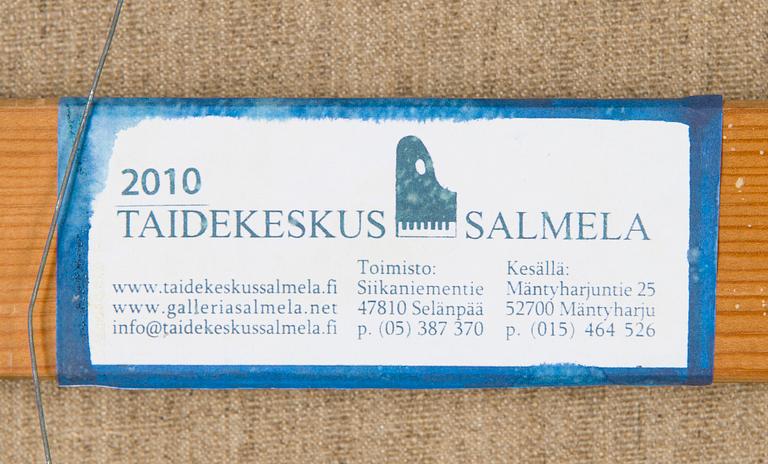 2010
TAIDEKESKUS SALMELA
www.taidekeskussalmela.fi
www.galleriasalmela.net
info@taidekeskussalmela.fi
Toimisto:
Siikaniementie
47810 Selänpää
p. (05) 387 370
Kesällä:
Mäntyharjuntie 25
52700 Mäntyharju
p. (015) 464 526